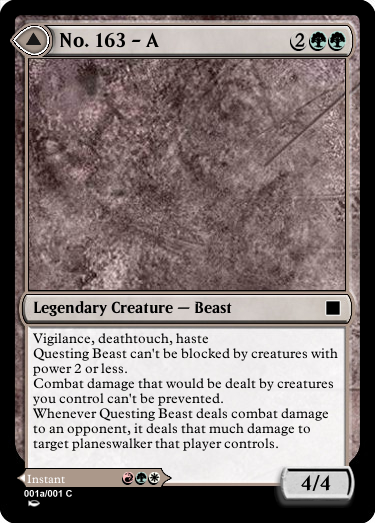 No. 163 – A 2
Legendary Creature — Beast
Vigilance, deathtouch, haste
Questing Beast can't be blocked by creatures with
power 2 or less.
Combat damage that would be dealt by creatures
you control can't be prevented.
Whenever Questing Beast deals combat damage
to an opponent, it deals that much damage to
target planeswalker that player controls.
Instant
4/4
001a/001 C